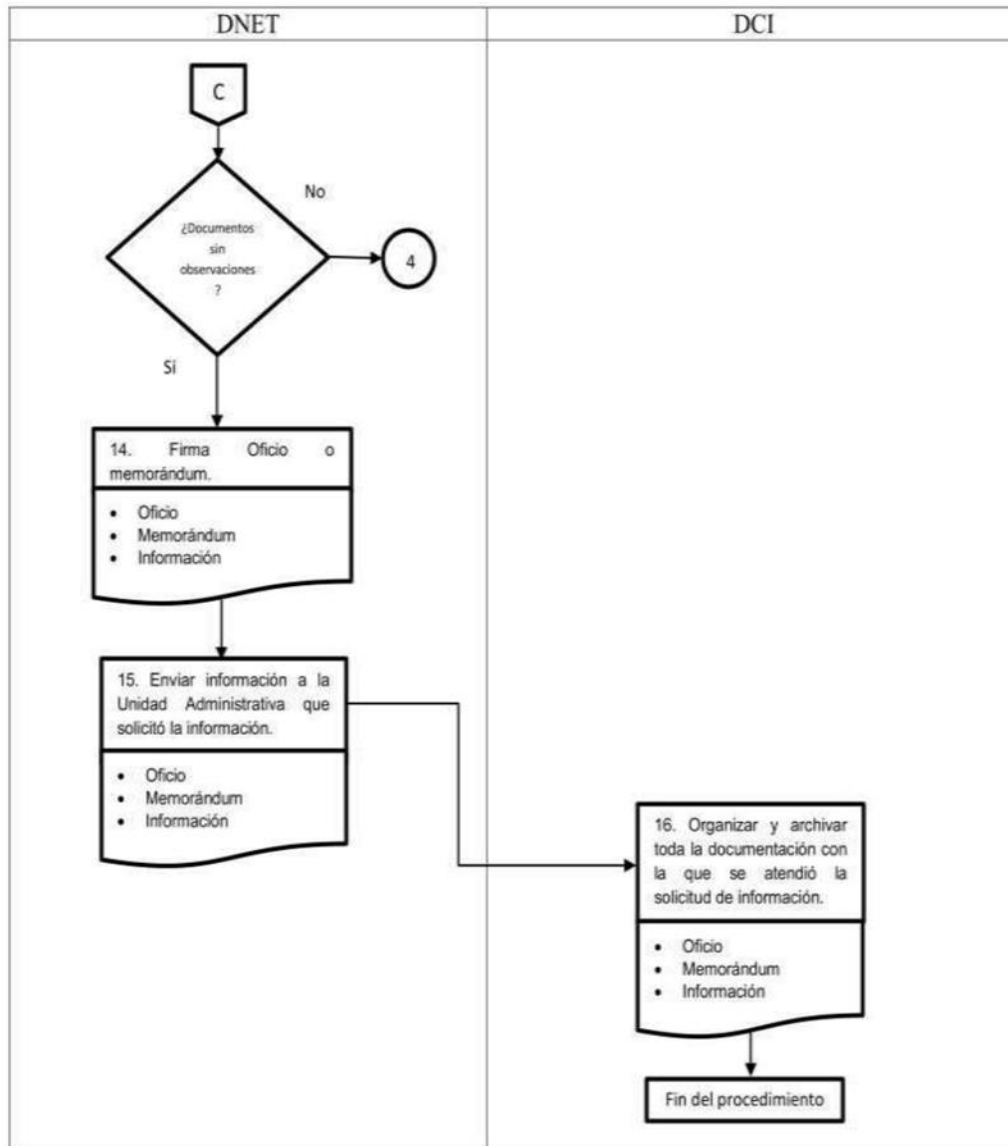 DNET
DCI
C
No
¿Documentos
sin
observaciones
?
4
Si
14. Firma Oficio o
memorándum.
• Oficio
• Memorándum
• Información
15. Enviar información a la
Unidad Administrativa que
solicitó la información.
• Oficio
• Memorándum
• Información
16. Organizar y archivar
toda la documentación con
la que se atendió la
solicitud de información.
• Oficio
• Memorándum
• Información
Fin del procedimiento